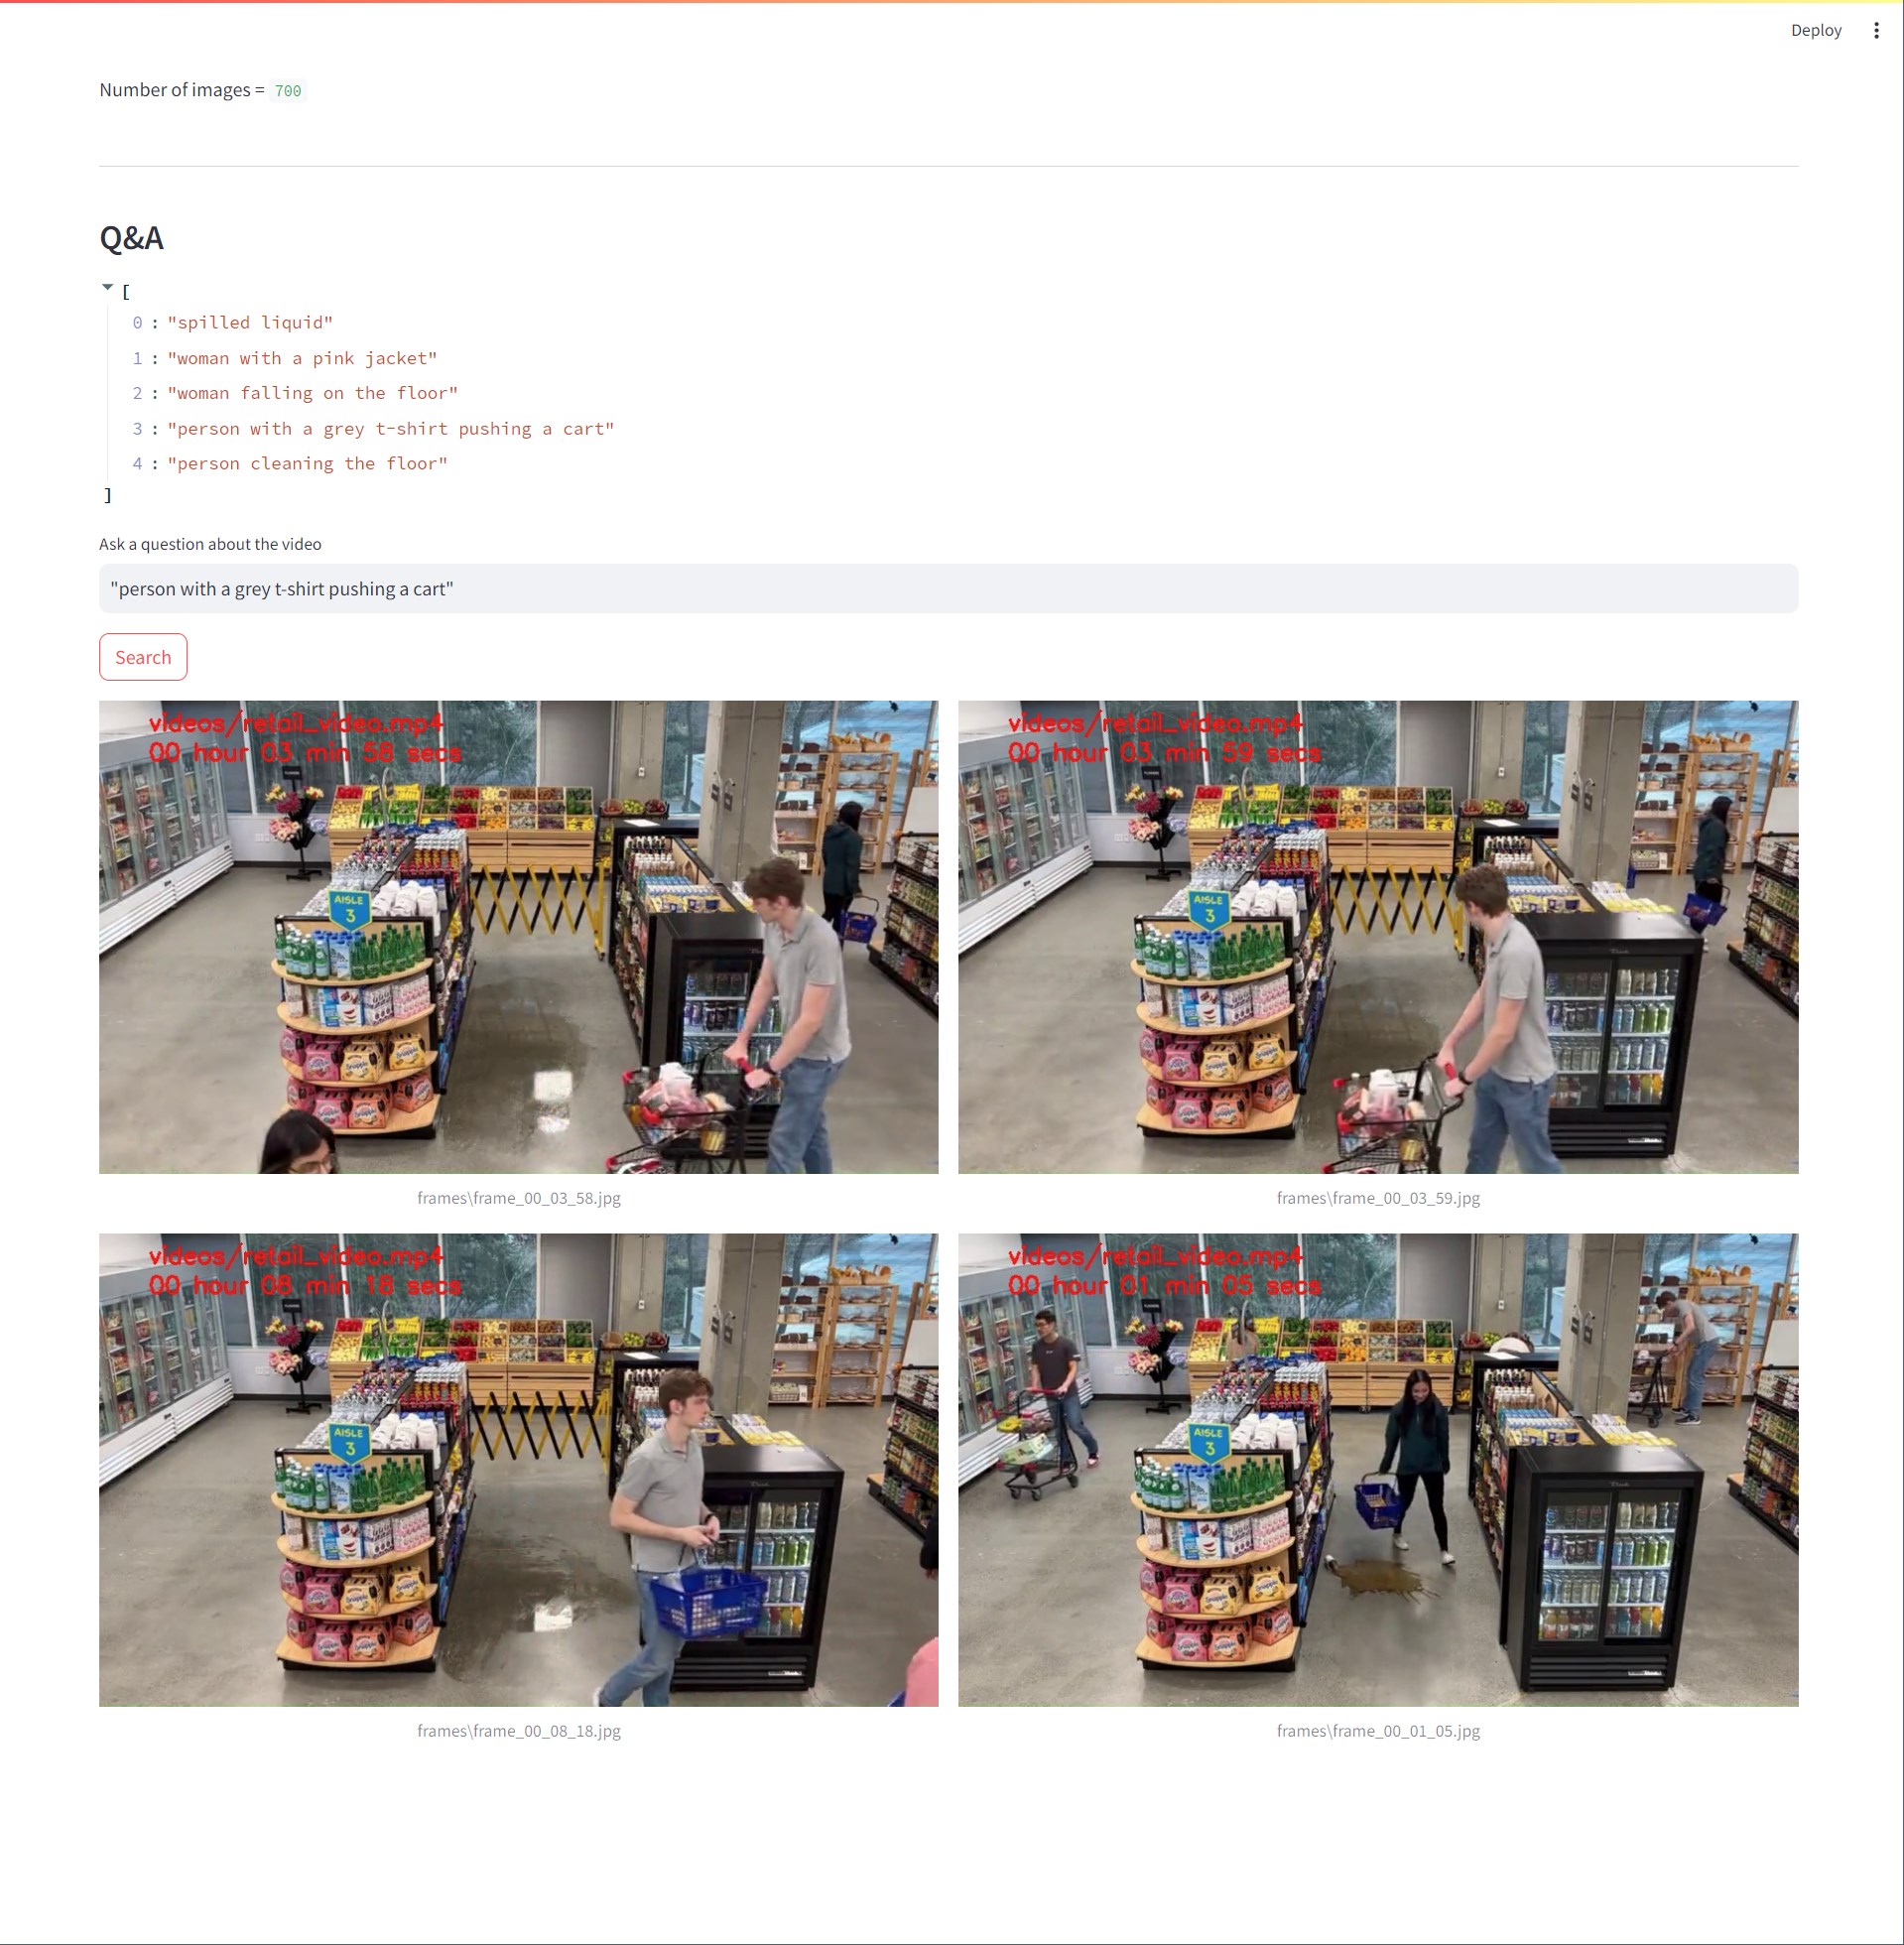 Deploy
Number of images = 700
Q&A
[
0 : "spilled liquid"
1 : "woman with a pink jacket"
2 : "woman falling on the floor"
3 : "person with a grey t-shirt pushing a cart"
4 : "person cleaning the floor"
]
Ask a question about the video
"person with a grey t-shirt pushing a cart"
Search
videos/retail_video.mp4
00 hour 03 min 58 secs
AISLE
3
Snapple
frames\frame_00_03_58.jpg
videos/retail_video.mp4
00 hour 03 min 59 secs
AISLE
3
Snapple
frames\frame_00_03_59.jpg
videos/retail_video.mp4
00 hour 08 min 18 secs
AISLE
3
Snapple
frames\frame_00_08_18.jpg
videos/retail_video.mp4
00 hour 01 min 05 secs
AISLE
3
Snapple
frames\frame_00_01_05.jpg